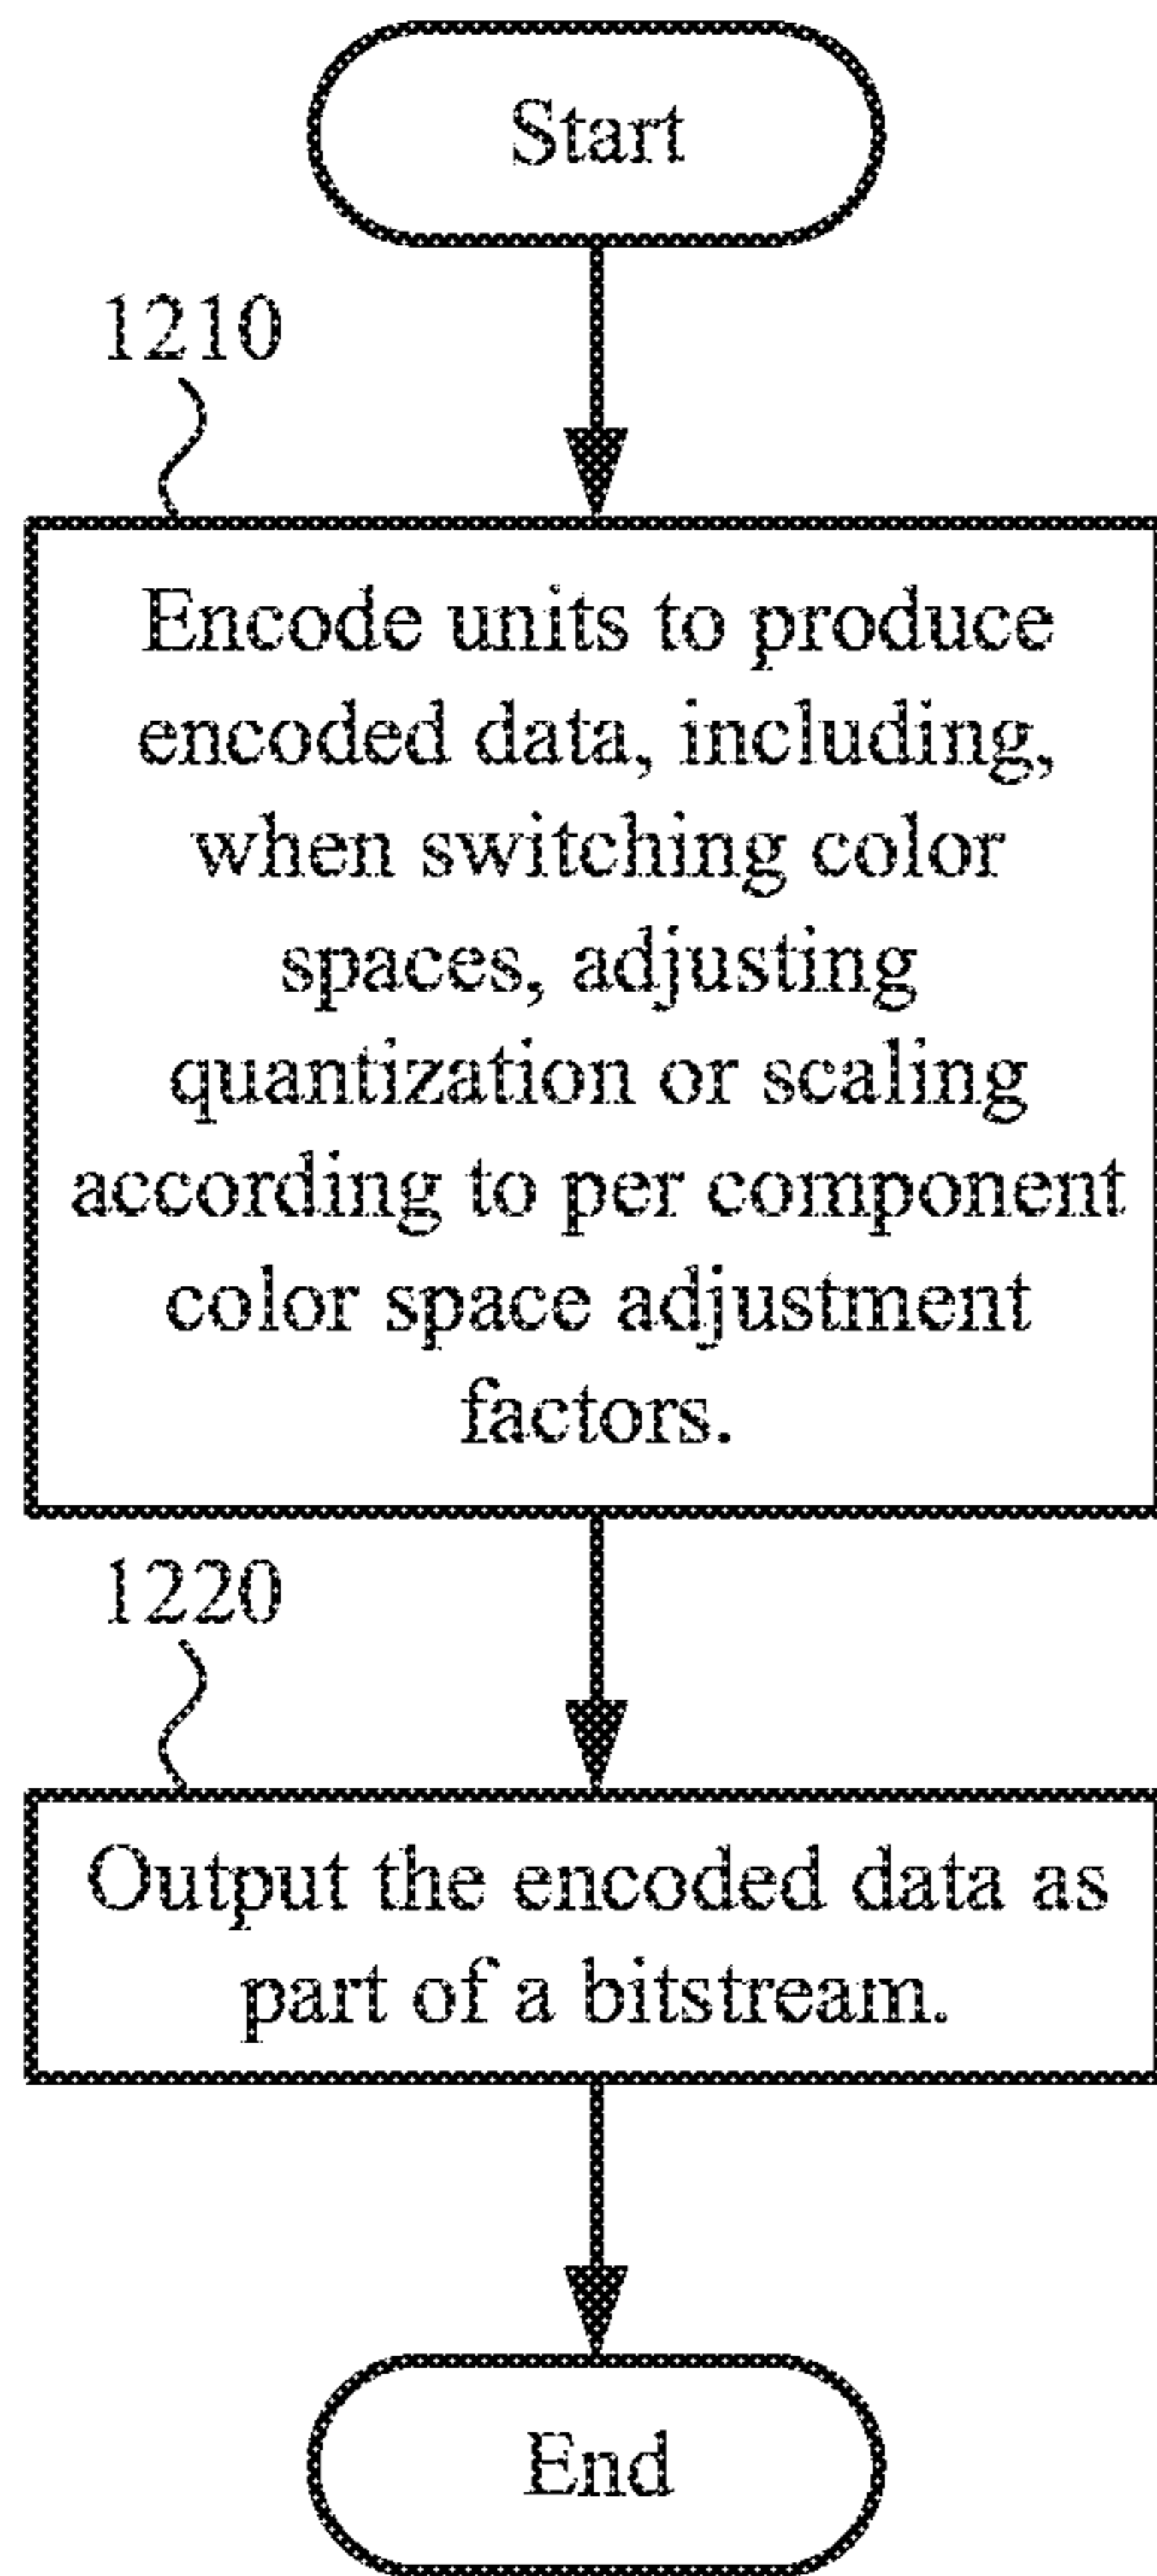 Start
1210
Encode units to produce
encoded data, including,
when switching color
spaces, adjusting
quantization or scaling
according to per component
color space adjustment
factors.
1220
Output the encoded data as
part of a bitstream.
End